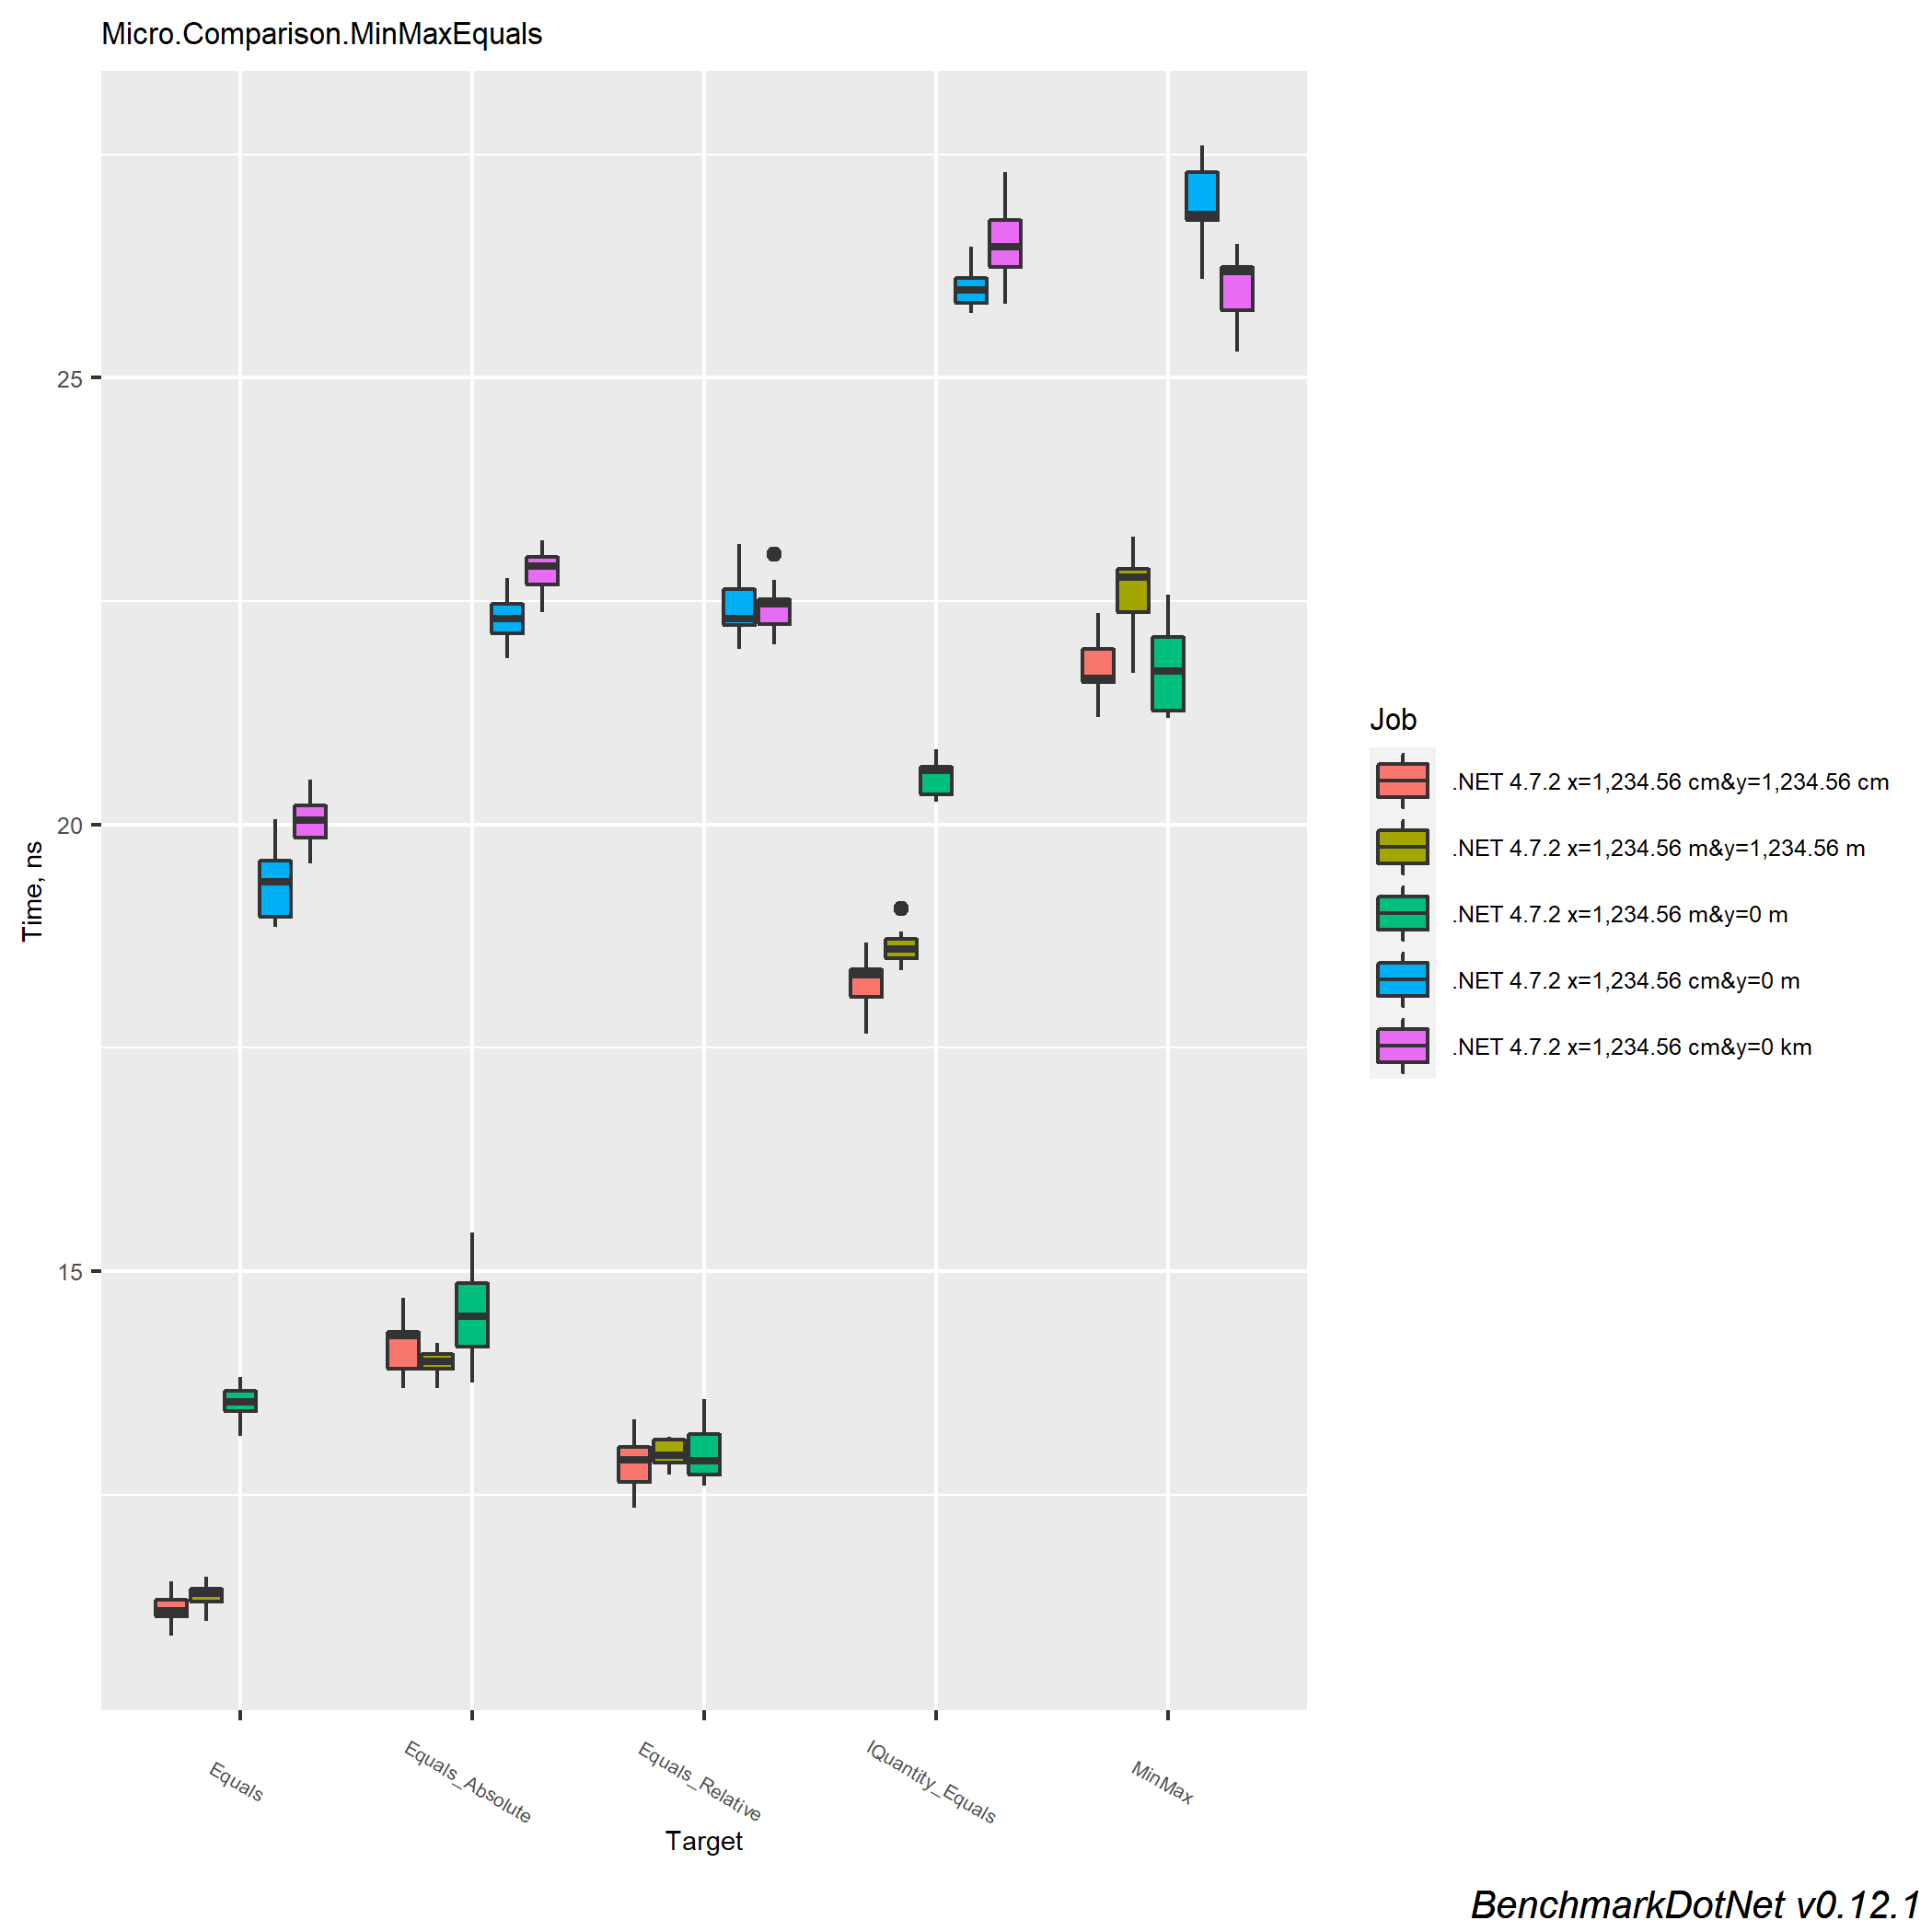 Micro.Comparison.MinMaxEquals
Time, ns
25
20
15
Equals
Equals_Absolute
Equals_Relative
IQuantity_Equals
MinMax
Target
Job
.NET 4.7.2 x=1,234.56 cm&y=1,234.56 cm
.NET 4.7.2 x=1,234.56 m&y=1,234.56 m
.NET 4.7.2 x=1,234.56 m&y=0 m
.NET 4.7.2 x=1,234.56 cm&y=0 m
.NET 4.7.2 x=1,234.56 cm&y=0 km
BenchmarkDotNet v0.12.1